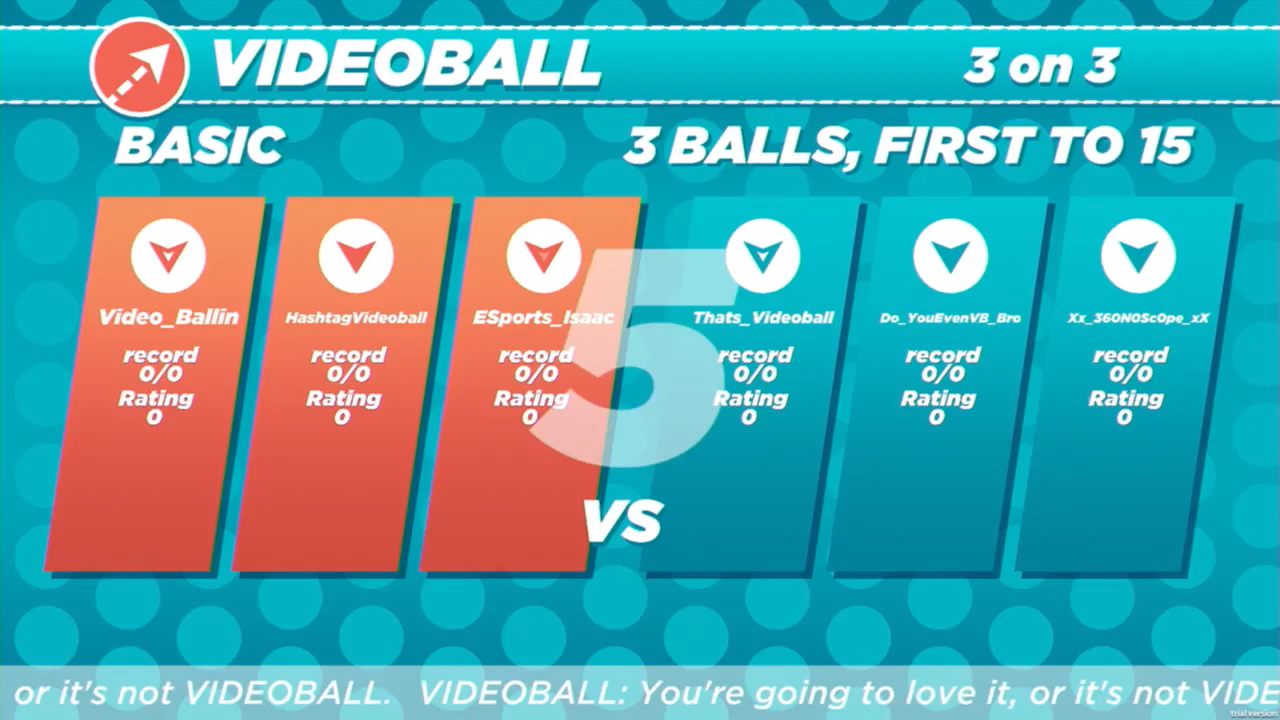 VIDEOBALL
3 on 3
BASIC
3 BALLS, FIRST TO 15
Video_Ballin
record
0/0
Rating
0
HashtagVideoball
record
0/0
Rating
0
ESports_Isaac
record
0/0
Rating
0
5
VS
Thats_Videoball
record
0/0
Rating
0
Do_YouEvenVB_Bro
record
0/0
Rating
0
Xx_360N0Sc0pe_xX
record
0/0
Rating
0
or it's not VIDEOBALL. VIDEOBALL: You're going to love it, or it's not VIDE
trial version